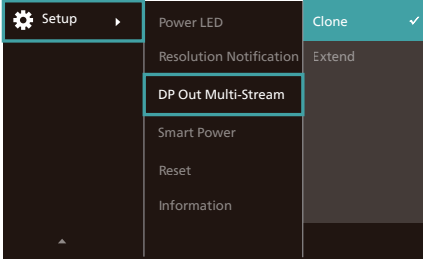 Setup
Power LED
Resolution Notification
DP Out Multi-Stream
Smart Power
Reset
Information
Clone
Extend